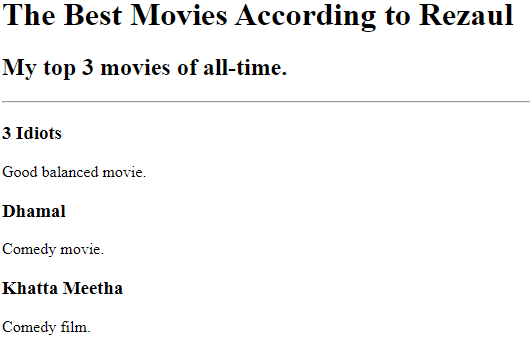 The Best Movies According to Rezaul
My top 3 movies of all-time.
3 Idiots
Good balanced movie.
Dhamal
Comedy movie.
Khatta Meetha
Comedy film.